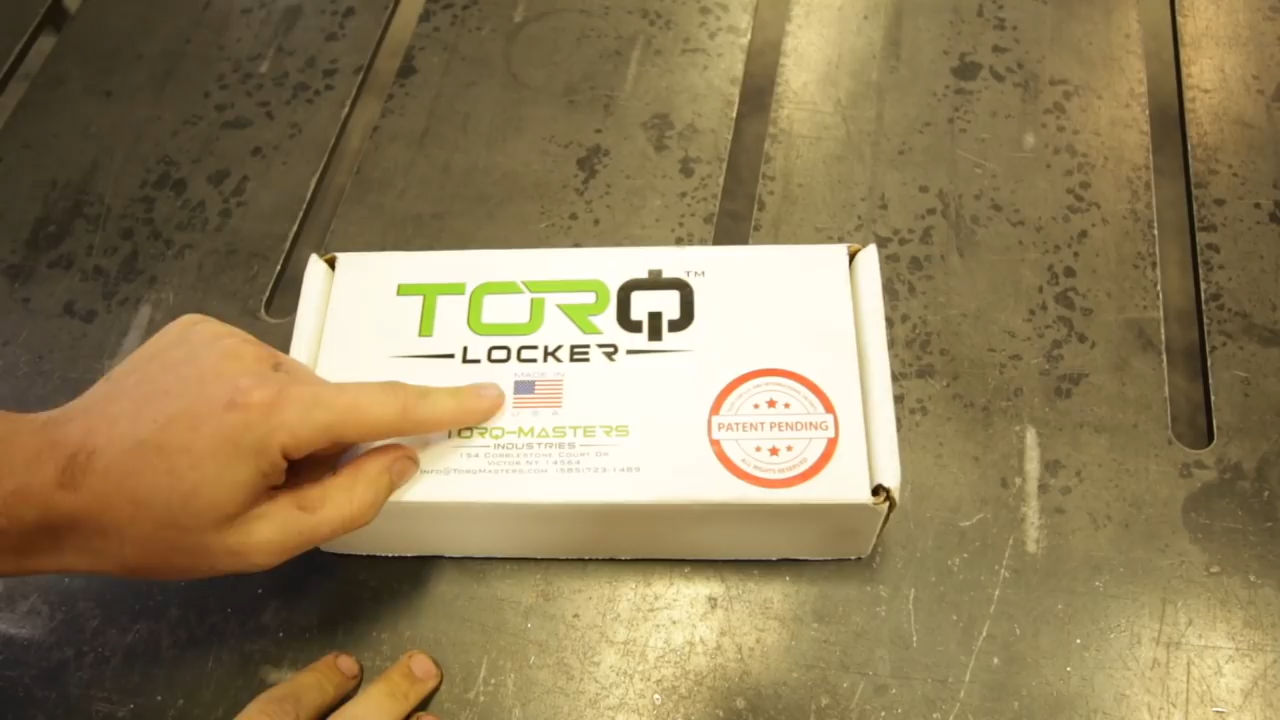 TORQ™
LOCKER
MADE IN
U S A
TORQ-MASTERS
INDUSTRIES
154 COBBLESTONE COURT DR
VICTOR NY 14564
INFO@TORQMASTERS.COM (585)723-1489
PATENT PENDING
ALL RIGHTS RESERVED